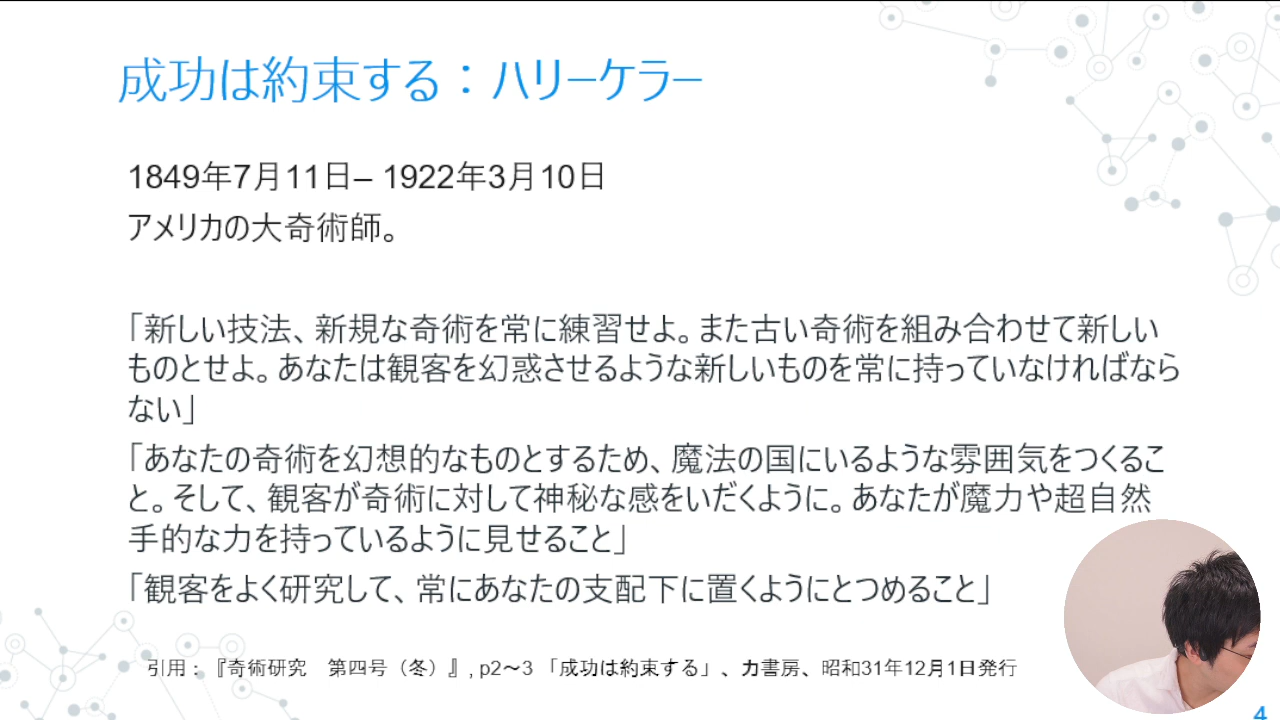 成功は約束する：ハリーケラー
1849年7月11日– 1922年3月10日
アメリカの大奇術師。
「新しい技法、新規な奇術を常に練習せよ。また古い奇術を組み合わせて新しい
ものとせよ。あなたは観客を幻惑させるような新しいものを常に持っていなければなら
ない」
「あなたの奇術を幻想的なものとするため、魔法の国にいるような雰囲気をつくるこ
と。そして、観客が奇術に対して神秘な感をいだくように。あなたが魔力や超自然
手的な力を持っているように見せること」
「観客をよく研究して、常にあなたの支配下に置くようにとつめること」
引用：『奇術研究　第四号（冬）』, p2～3 「成功は約束する」、力書房、昭和31年12月1日発行
4